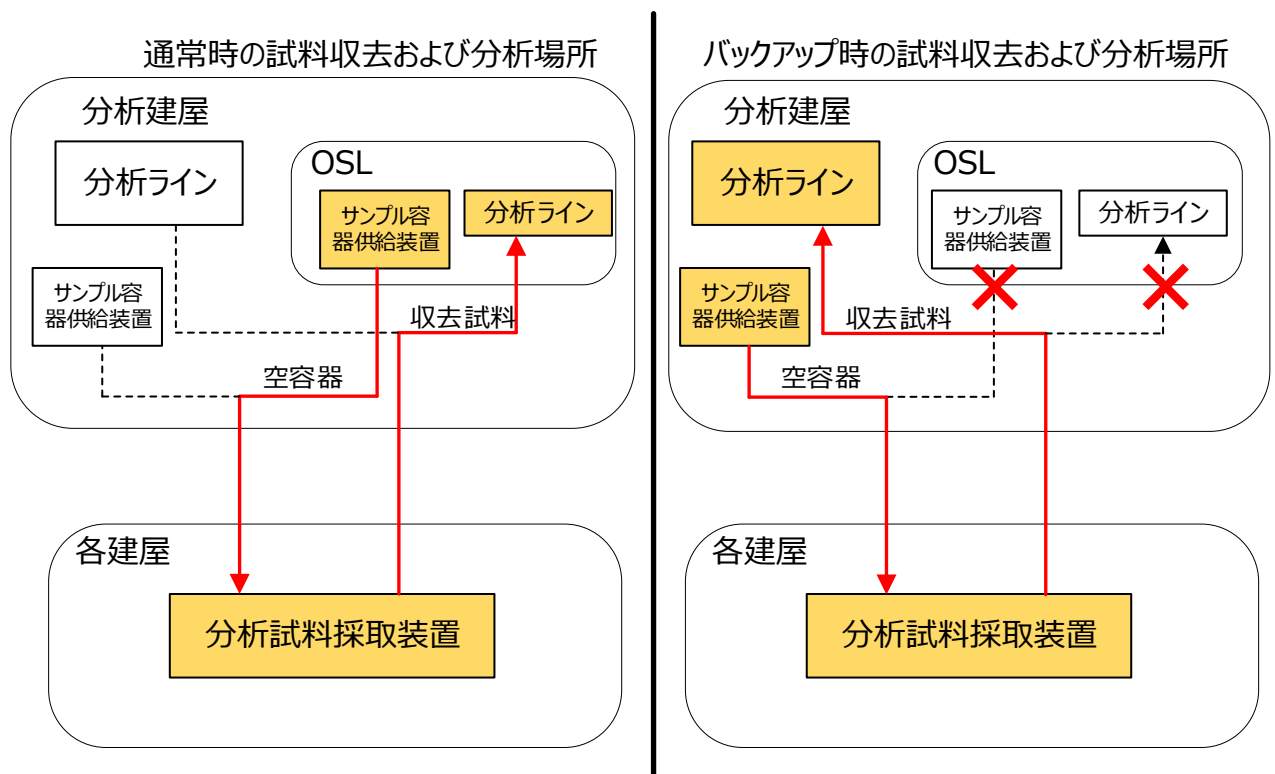 通常時の試料収去および分析場所
分析建屋
分析ライン
OSL
サンプル容
器供給装置
分析ライン
サンプル容
器供給装置
収去試料
空容器
各建屋
分析試料採取装置
バックアップ時の試料収去および分析場所
分析建屋
分析ライン
OSL
サンプル容
器供給装置
分析ライン
サンプル容
器供給装置
収去試料
空容器
各建屋
分析試料採取装置